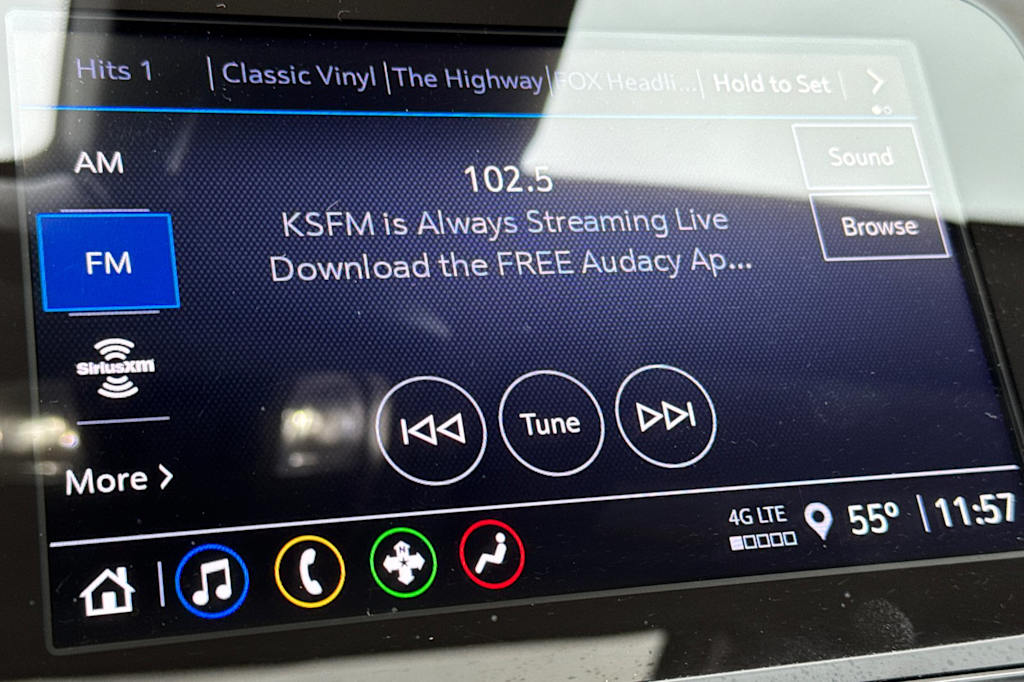 Hits 1 | Classic Vinyl | The Highway | FOX Headli... | Hold to Set
AM
102.5
Sound
KSFM is Always Streaming Live
Browse
FM
Download the FREE Audacy Ap...
SiriusXM
Tune
More
4G LTE
55°
11:57
N